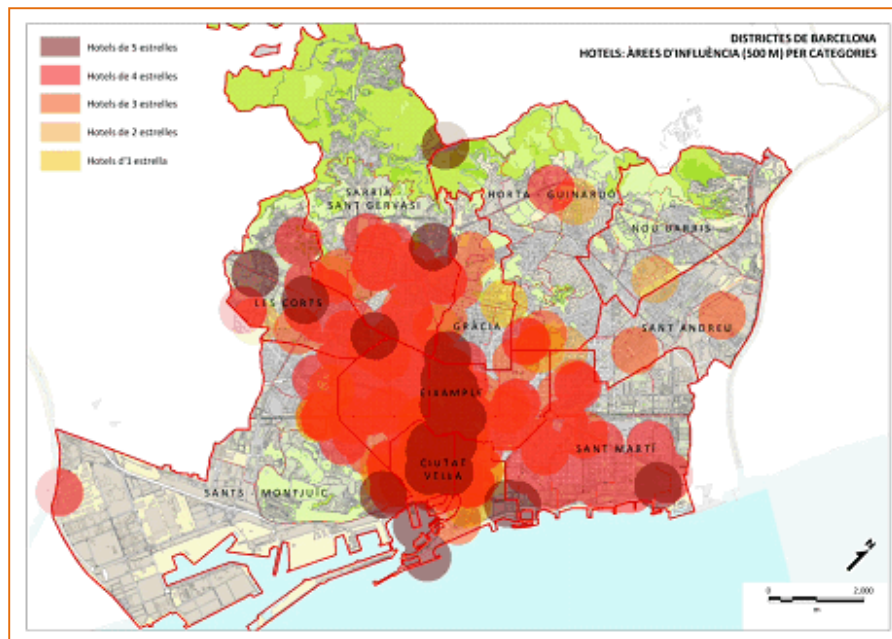 DISTRICTES DE BARCELONA
HOTELS: ÀREES D'INFLUÈNCIA (500 M) PER CATEGORIES
Hotels de 5 estrelles
Hotels de 4 estrelles
Hotels de 3 estrelles
Hotels de 2 estrelles
Hotels d'1 estrella
SARRIÀ
SANT GERVASI
HORTA - GUINARDÓ
NOU BARRIS
LES CORTS
GRÀCIA
SANT ANDREU
EIXAMPLE
SANT MARTÍ
CIUTAT
VELLA
SANTS - MONTJUÏC
N
0
2,000
m